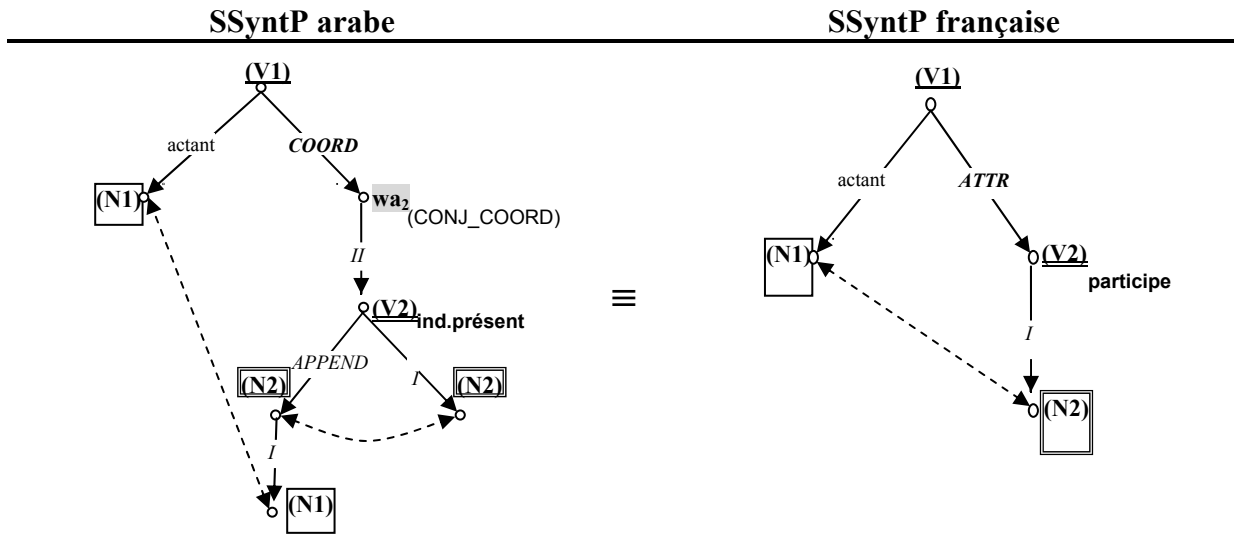 SSyntP arabe
SSyntP française
(V1)
actant
COORD
(N1)
wa₂
(CONJ_COORD)
II
(V2)
ind.présent
APPEND
I
(N2)
(N2)
I
(N1)
≡
(V1)
actant
ATTR
(N1)
(V2)
participe
I
(N2)